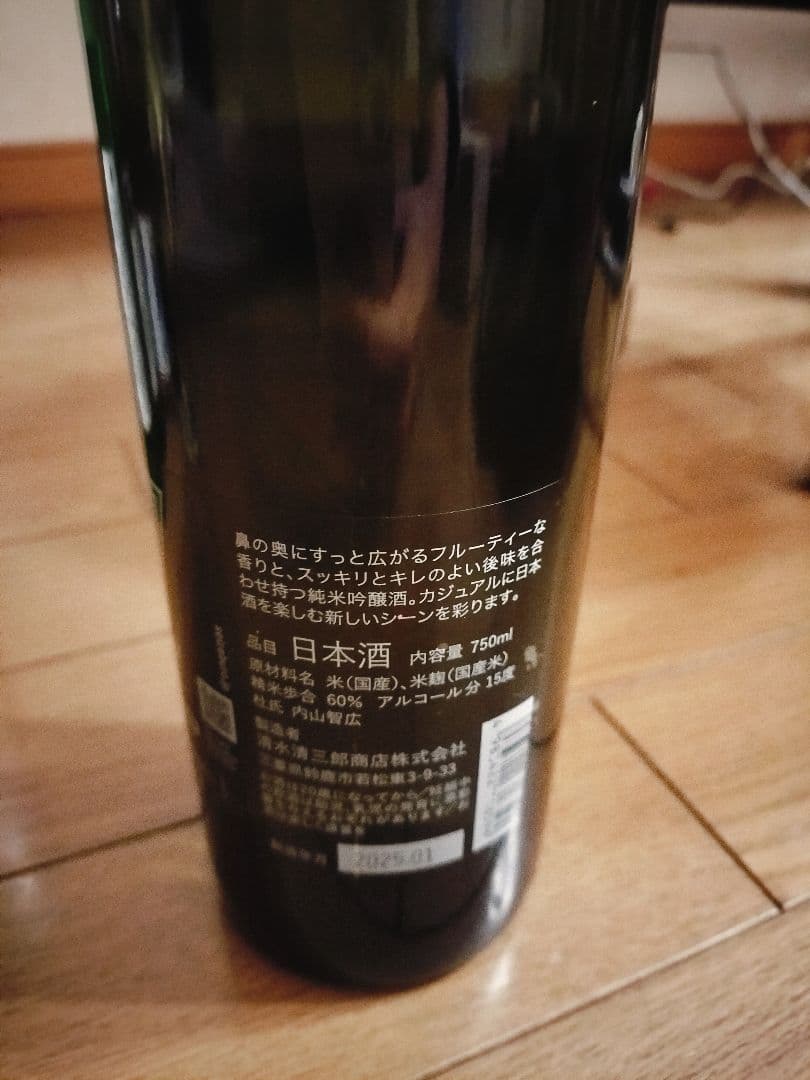 鼻の奥にすっと広がるフルーティーな
香りと、スッキリとキレのよい後味を合
わせ持つ純米吟醸酒。カジュアルに日本
酒を楽しむ新しいシーンを彩ります。
品目 日本酒 内容量 750ml
原材料名 米(国産)、米麹(国産米)
精米歩合 60% アルコール分 15度
杜氏 内山智広
製造者
清水清三郎商店株式会社
三重県鈴鹿市若松東3-9-33
製造年月 2025.01